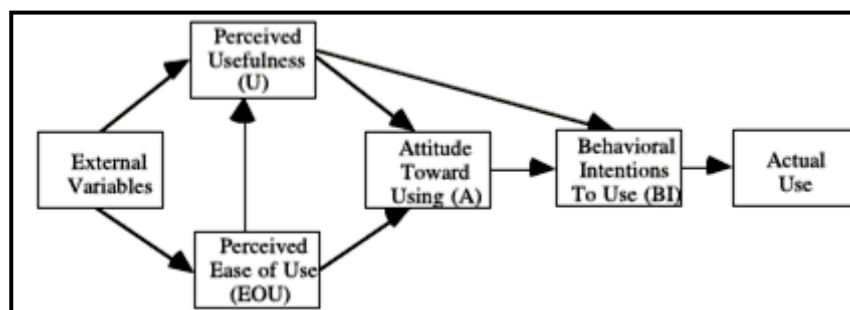 Perceived
Usefulness
(U)
External
Variables
Perceived
Ease of Use
(EOU)
Attitude
Toward
Using (A)
Behavioral
Intentions
To Use (BI)
Actual
Use